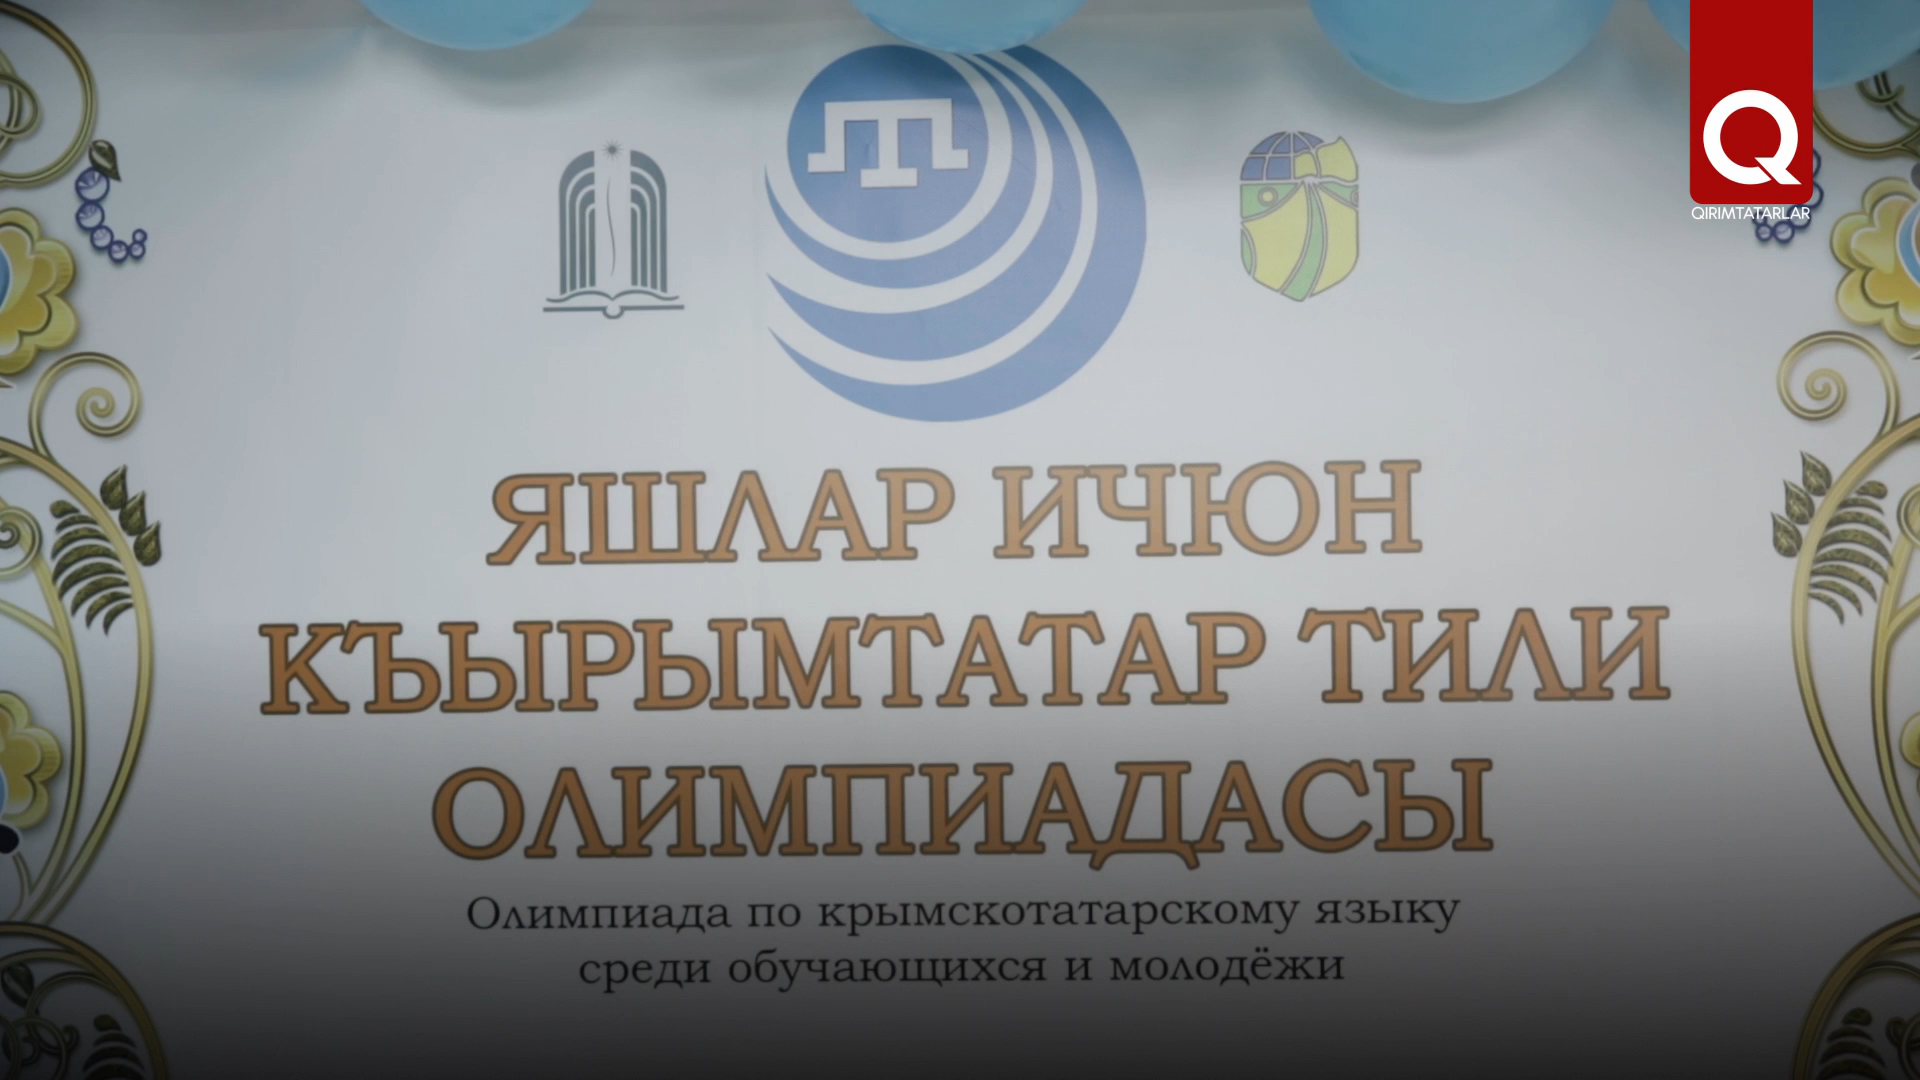 Q
QIRIMTATARLAR
ЯШЛАР ИЧЮН
КЪЫРЫМТАТАР ТИЛИ
ОЛИМПИАДАСЫ
Олимпиада по крымскотатарскому языку
среди обучающихся и молодёжи